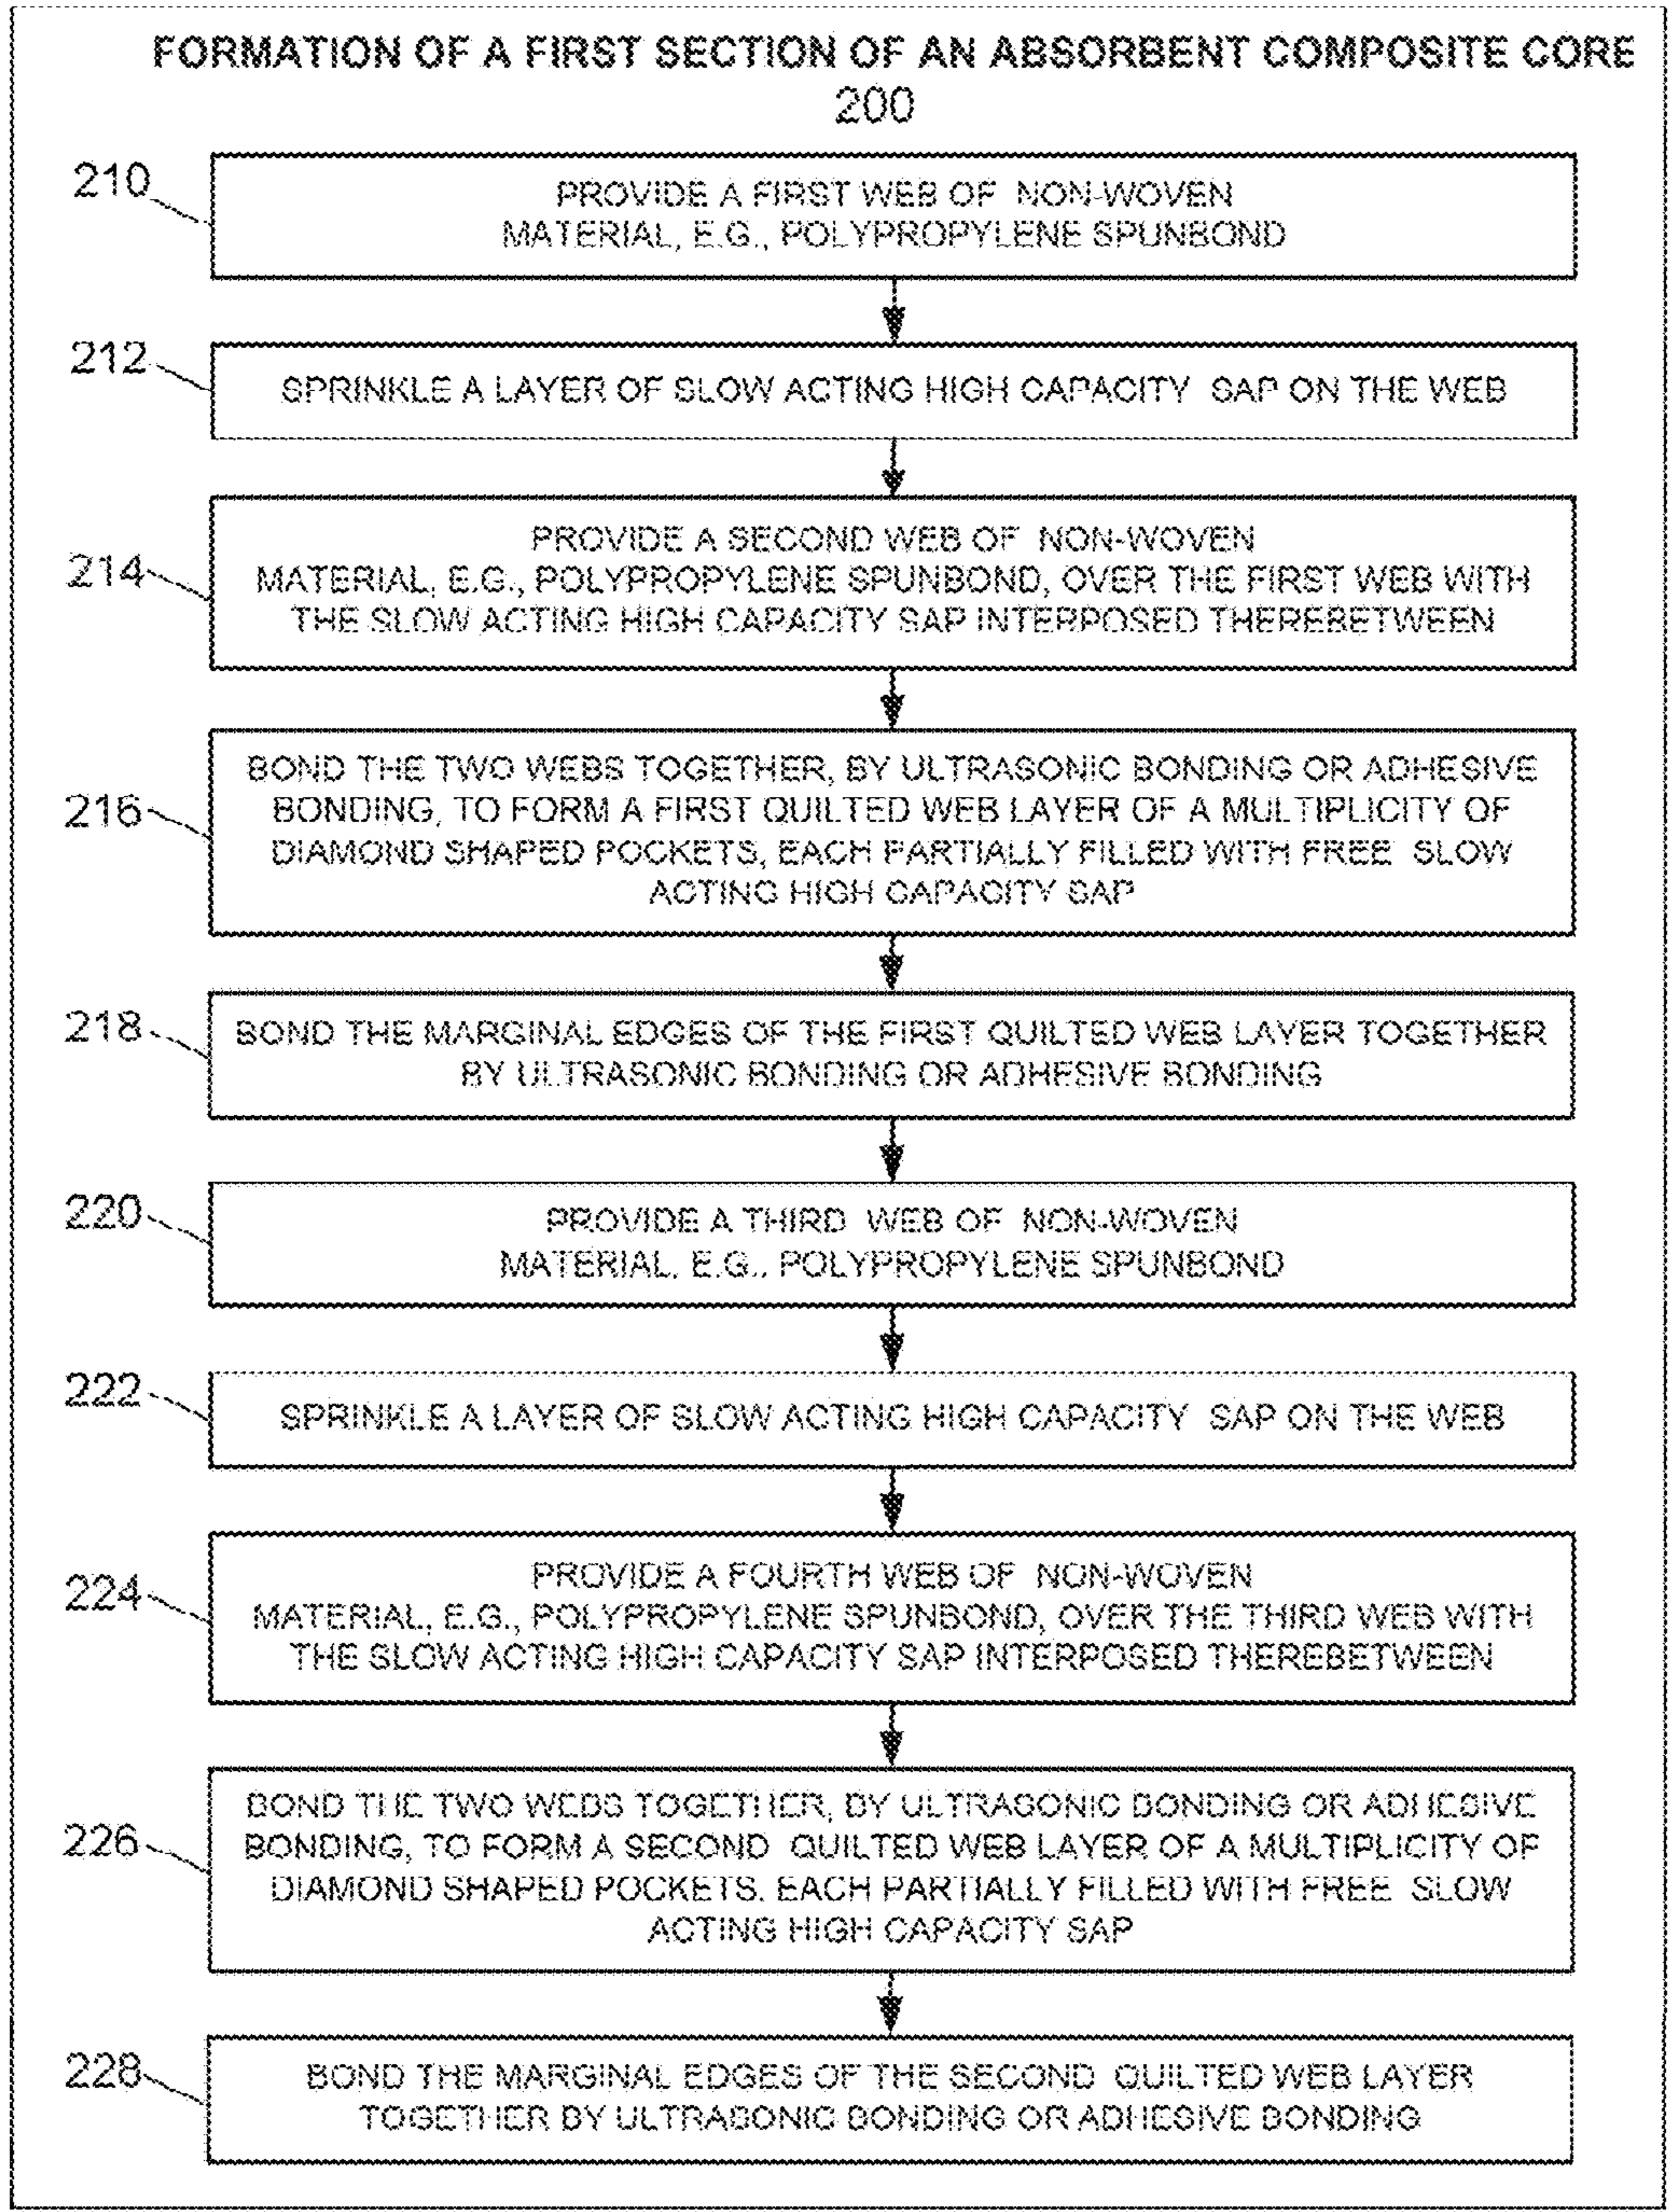 FORMATION OF A FIRST SECTION OF AN ABSORBENT COMPOSITE CORE
200
210
PROVIDE A FIRST WEB OF NON-WOVEN
MATERIAL, E.G., POLYPROPYLENE SPUNBOND
212
SPRINKLE A LAYER OF SLOW ACTING HIGH CAPACITY SAP ON THE WEB
214
PROVIDE A SECOND WEB OF NON-WOVEN
MATERIAL, E.G., POLYPROPYLENE SPUNBOND, OVER THE FIRST WEB WITH
THE SLOW ACTING HIGH CAPACITY SAP INTERPOSED THEREBETWEEN
216
BOND THE TWO WEBS TOGETHER, BY ULTRASONIC BONDING OR ADHESIVE
BONDING, TO FORM A FIRST QUILTED WEB LAYER OF A MULTIPLICITY OF
DIAMOND SHAPED POCKETS, EACH PARTIALLY FILLED WITH FREE SLOW
ACTING HIGH CAPACITY SAP
218
BOND THE MARGINAL EDGES OF THE FIRST QUILTED WEB LAYER TOGETHER
BY ULTRASONIC BONDING OR ADHESIVE BONDING
220
PROVIDE A THIRD WEB OF NON-WOVEN
MATERIAL, E.G., POLYPROPYLENE SPUNBOND
222
SPRINKLE A LAYER OF SLOW ACTING HIGH CAPACITY SAP ON THE WEB
224
PROVIDE A FOURTH WEB OF NON-WOVEN
MATERIAL, E.G., POLYPROPYLENE SPUNBOND, OVER THE THIRD WEB WITH
THE SLOW ACTING HIGH CAPACITY SAP INTERPOSED THEREBETWEEN
226
BOND THE TWO WEBS TOGETHER, BY ULTRASONIC BONDING OR ADHESIVE
BONDING, TO FORM A SECOND QUILTED WEB LAYER OF A MULTIPLICITY OF
DIAMOND SHAPED POCKETS, EACH PARTIALLY FILLED WITH FREE SLOW
ACTING HIGH CAPACITY SAP
228
BOND THE MARGINAL EDGES OF THE SECOND QUILTED WEB LAYER
TOGETHER BY ULTRASONIC BONDING OR ADHESIVE BONDING